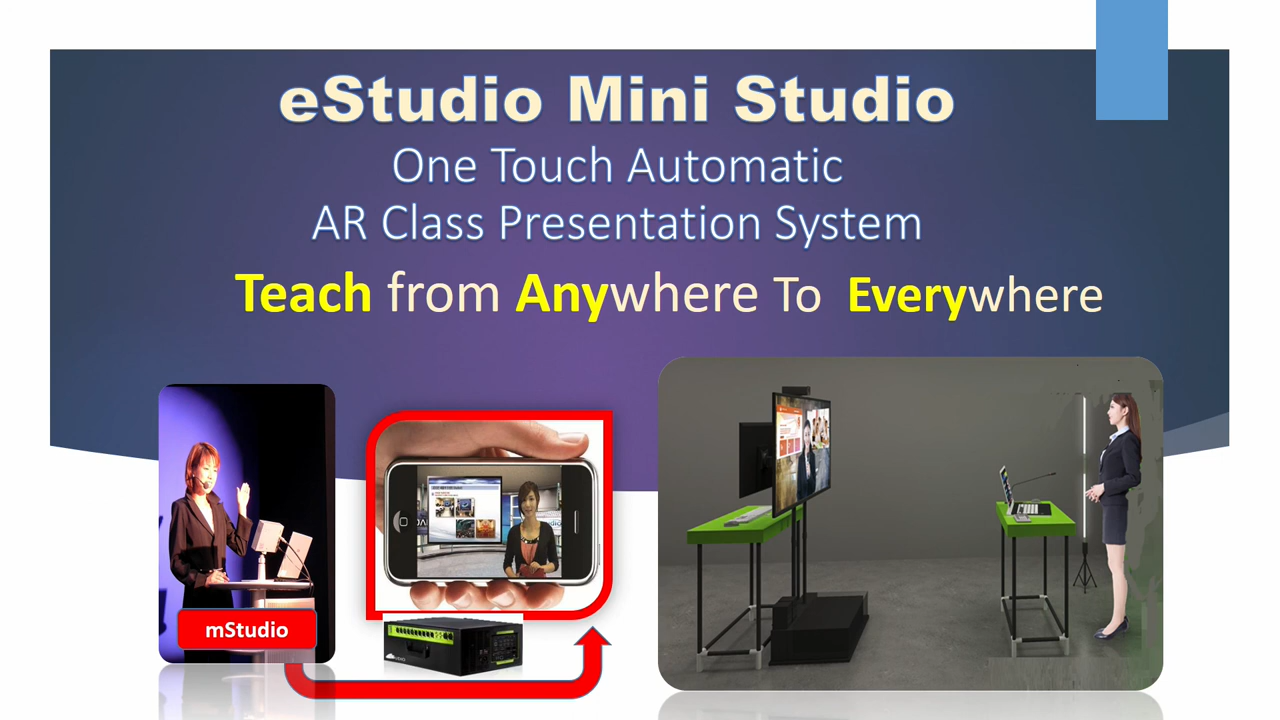 eStudio Mini Studio
One Touch Automatic
AR Class Presentation System
Teach from Anywhere To Everywhere
mStudio